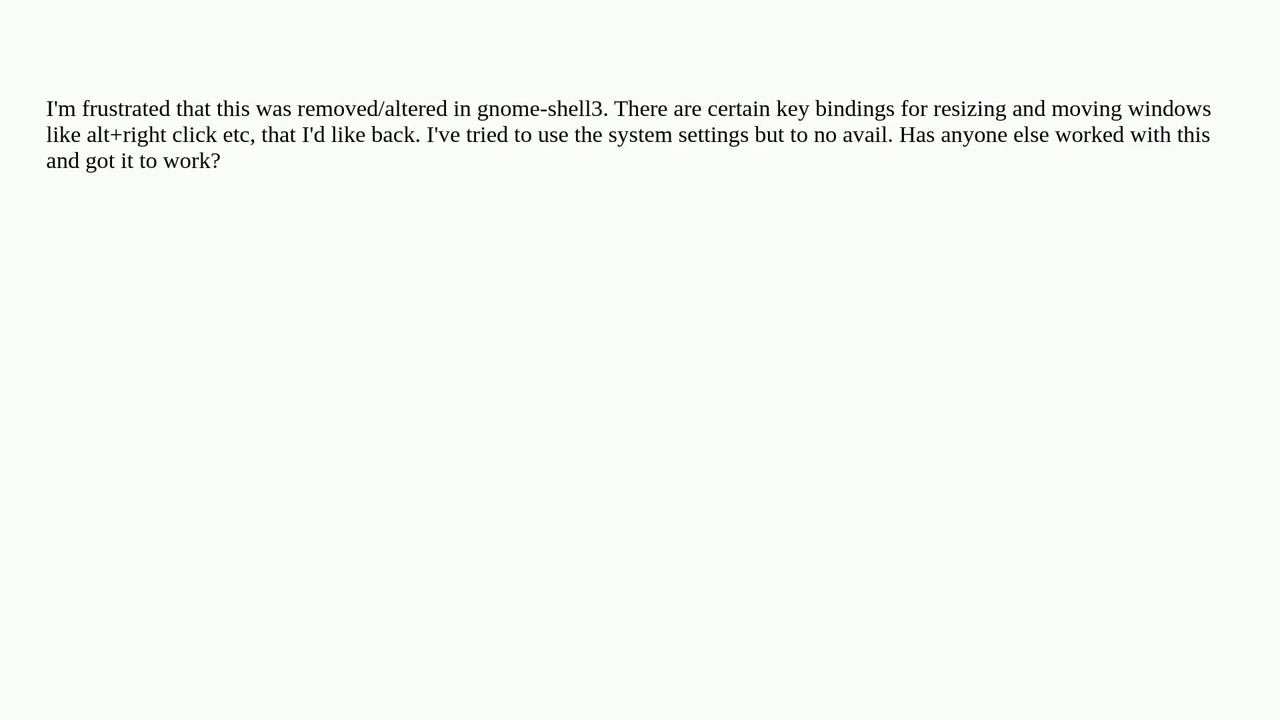 I'm frustrated that this was removed/altered in gnome-shell3. There are certain key bindings for resizing and moving windows
like alt+right click etc, that I'd like back. I've tried to use the system settings but to no avail. Has anyone else worked with this
and got it to work?